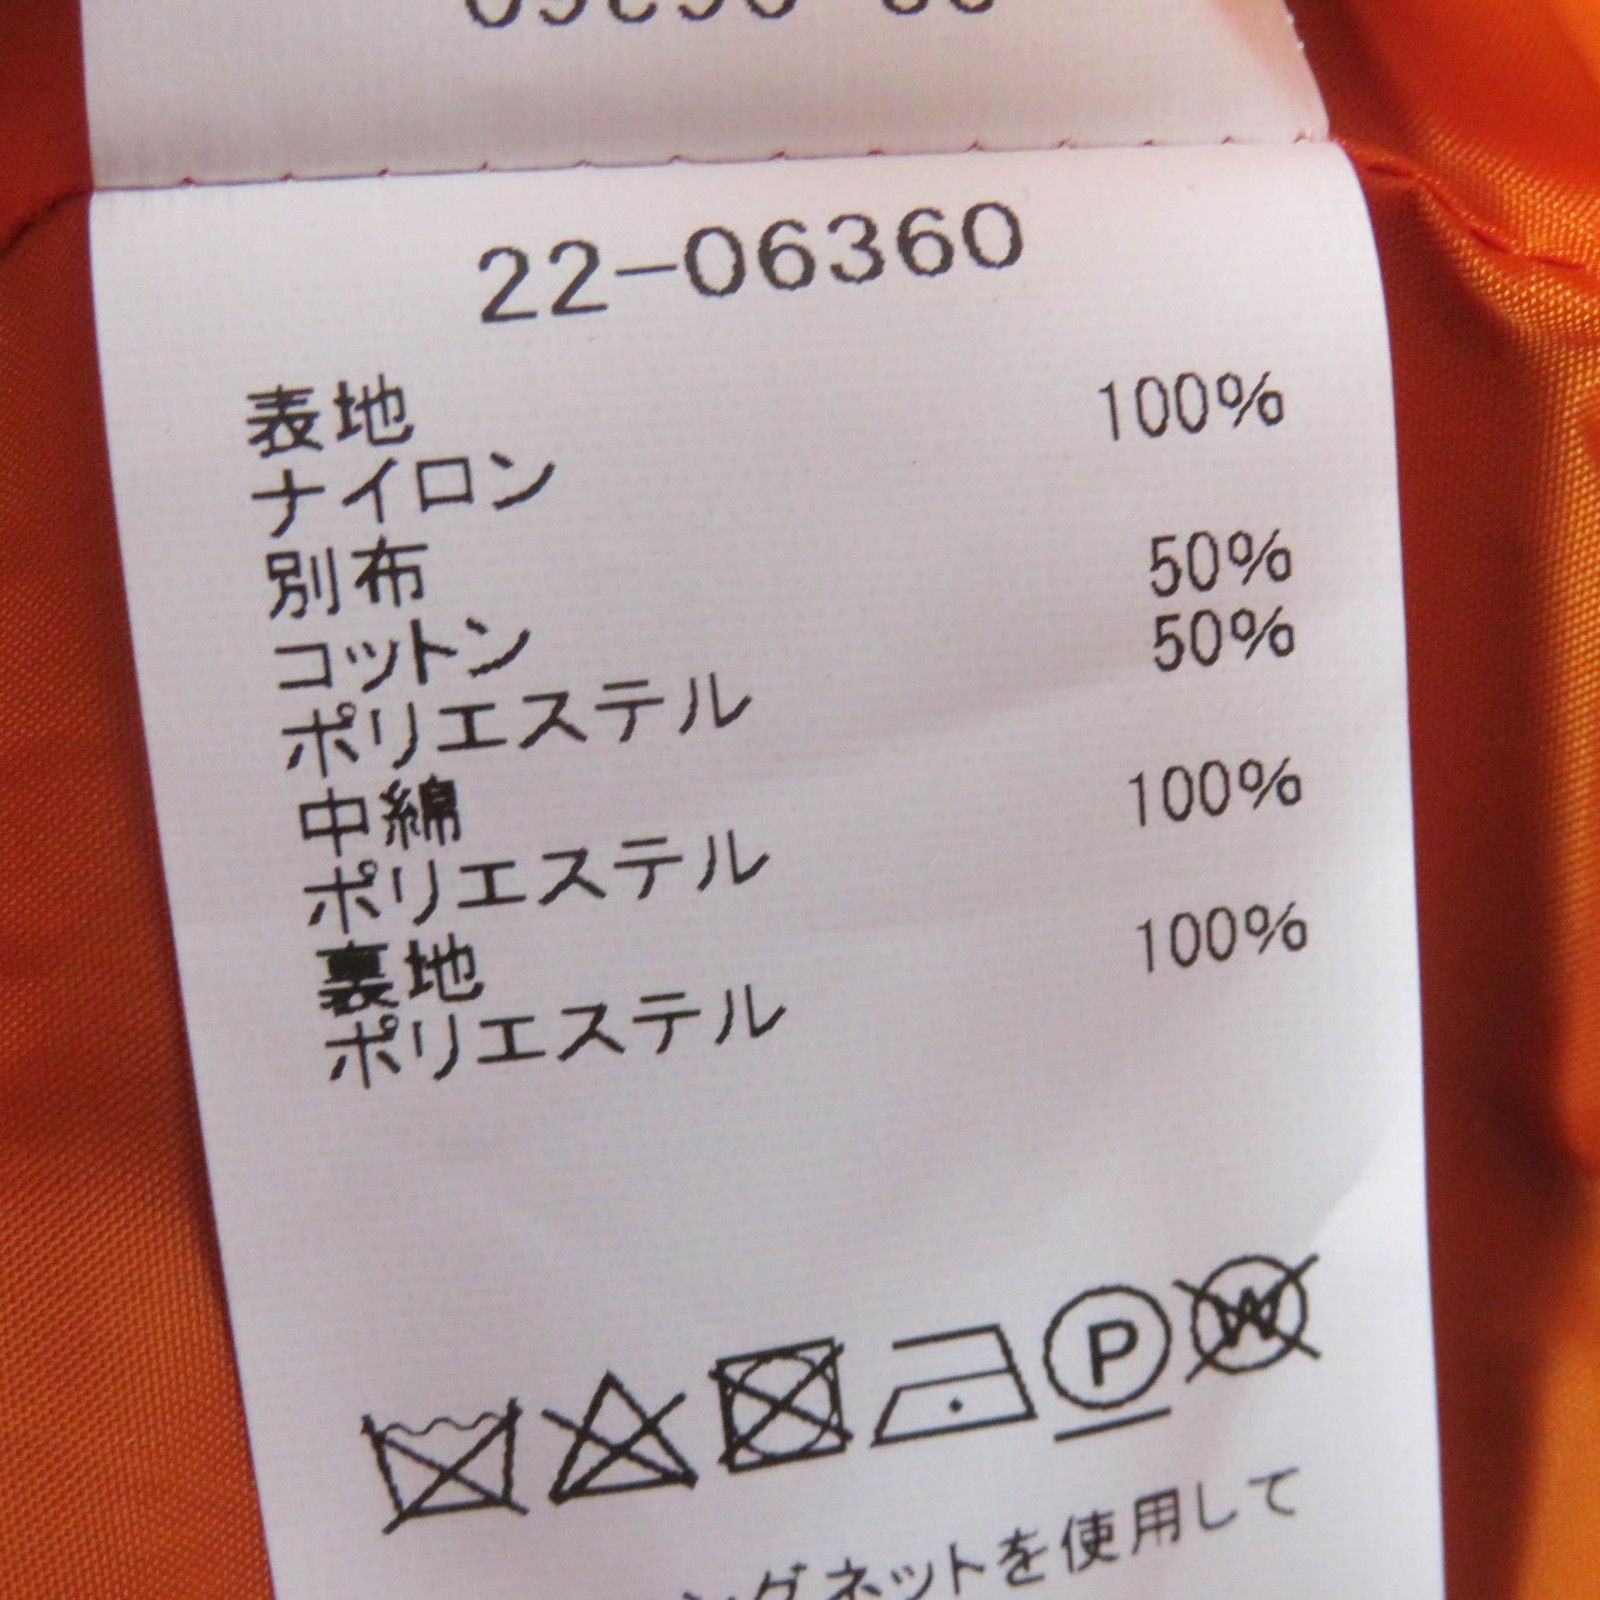 22-06360
表地 100%
ナイロン
別布 50%
コットン 50%
ポリエステル
中綿 100%
ポリエステル
裏地 100%
ポリエステル
P W
ングネットを使用して